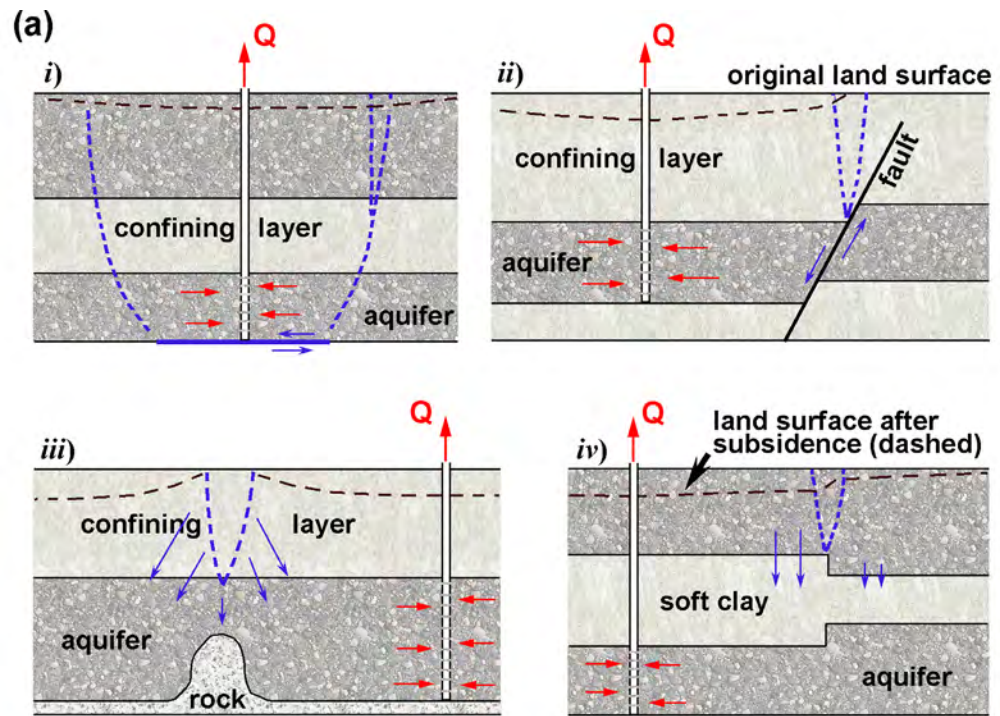 (a)
i)
Q
confining layer
aquifer
ii)
Q
original land surface
confining layer
fault
aquifer
iii)
Q
confining layer
aquifer
rock
iv)
Q
land surface after
subsidence (dashed)
soft clay
aquifer